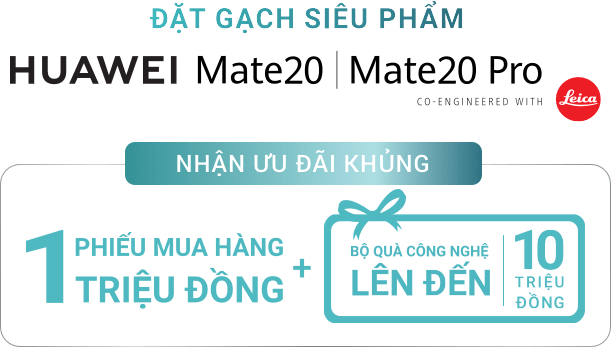 ĐẶT GẠCH SIÊU PHẨM
HUAWEI Mate20 | Mate20 Pro
CO-ENGINEERED WITH Leica
NHẬN ƯU ĐÃI KHỦNG
1 PHIẾU MUA HÀNG
TRIỆU ĐỒNG
+
BỘ QUÀ CÔNG NGHỆ
LÊN ĐẾN
10
TRIỆU
ĐỒNG